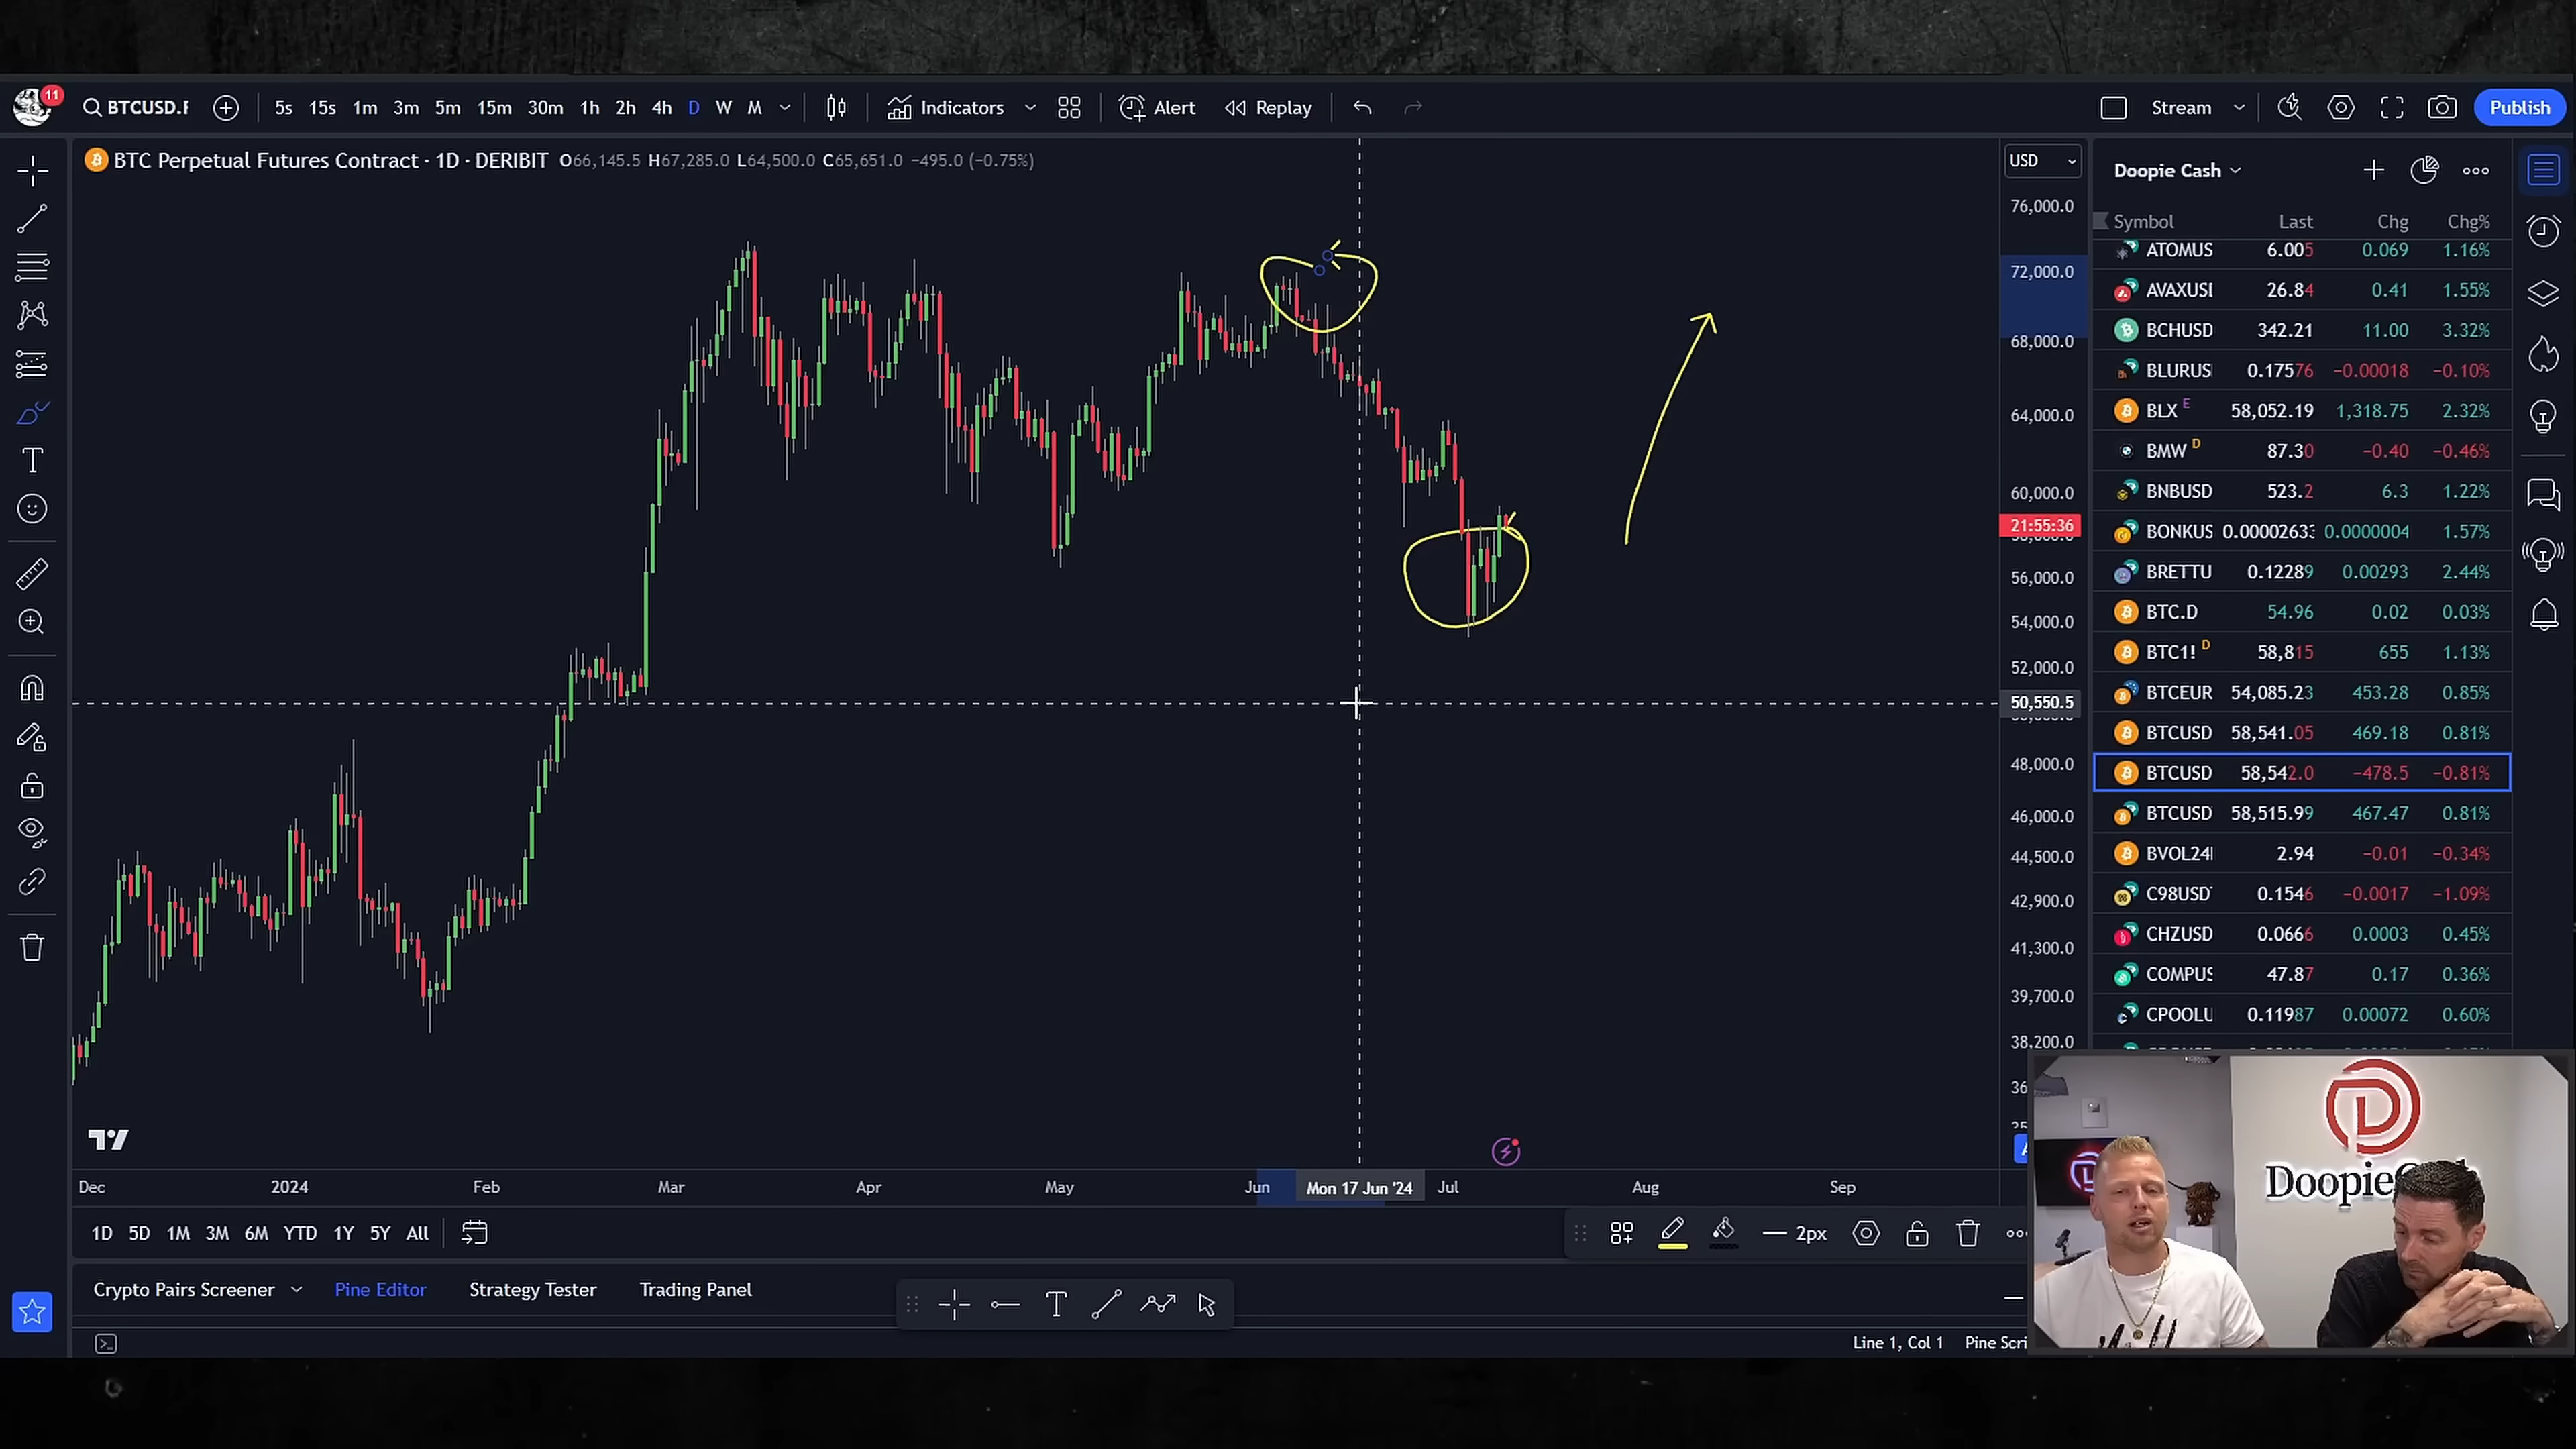 11
BTCUSD.F
5s 15s 1m 3m 5m 15m 30m 1h 2h 4h D W M
Indicators
Alert
Replay
Stream
Publish
BTC Perpetual Futures Contract · 1D · DERIBIT O66,145.5 H67,285.0 L64,500.0 C65,651.0 −495.0 (−0.75%)
USD
76,000.0
72,000.0
68,000.0
64,000.0
60,000.0
21:55:36
56,000.0
54,000.0
52,000.0
50,550.5
48,000.0
46,000.0
44,500.0
42,900.0
41,300.0
39,700.0
38,200.0
Doopie Cash
Symbol Last Chg Chg%
ATOMUS 6.005 0.069 1.16%
AVAXUSI 26.84 0.41 1.55%
BCHUSD 342.21 11.00 3.32%
BLURUSI 0.17576 −0.00018 −0.10%
BLX E 58,052.19 1,318.75 2.32%
BMW D 87.30 −0.40 −0.46%
BNBUSD 523.2 6.3 1.22%
BONKUS 0.00002633 0.0000004 1.57%
BRETTU 0.12289 0.00293 2.44%
BTC.D 54.96 0.02 0.03%
BTC1! D 58,815 655 1.13%
BTCEUR 54,085.23 453.28 0.85%
BTCUSD 58,541.05 469.18 0.81%
BTCUSD 58,542.0 −478.5 −0.81%
BTCUSD 58,515.99 467.47 0.81%
BVOL24I 2.94 −0.01 −0.34%
C98USD 0.1546 −0.0017 −1.09%
CHZUSD 0.0666 0.0003 0.45%
COMPUS 47.87 0.17 0.36%
CPOOLU 0.11987 0.00072 0.60%
Dec 2024 Feb Mar Apr May Jun Mon 17 Jun '24 Jul Aug Sep
1D 5D 1M 3M 6M YTD 1Y 5Y All
2px
Crypto Pairs Screener
Pine Editor
Strategy Tester
Trading Panel
Line 1, Col 1
Pine Scri